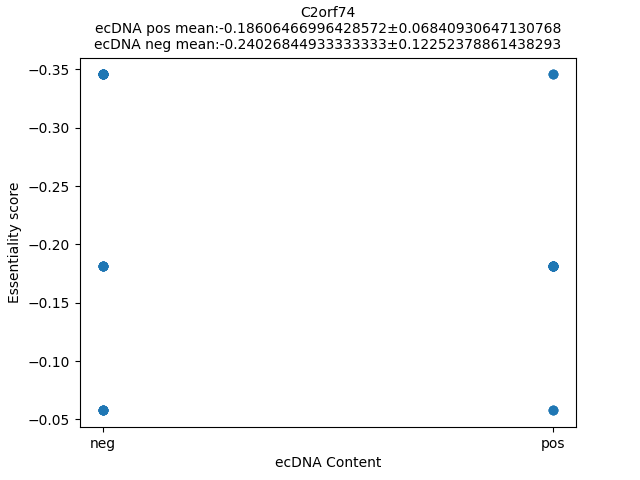 C2orf74
ecDNA pos mean:-0.18606466996428572±0.06840930647130768
ecDNA neg mean:-0.24026844933333333±0.12252378861438293
−0.35
−0.30
−0.25
−0.20
−0.15
−0.10
−0.05
Essentiality score
neg
pos
ecDNA Content